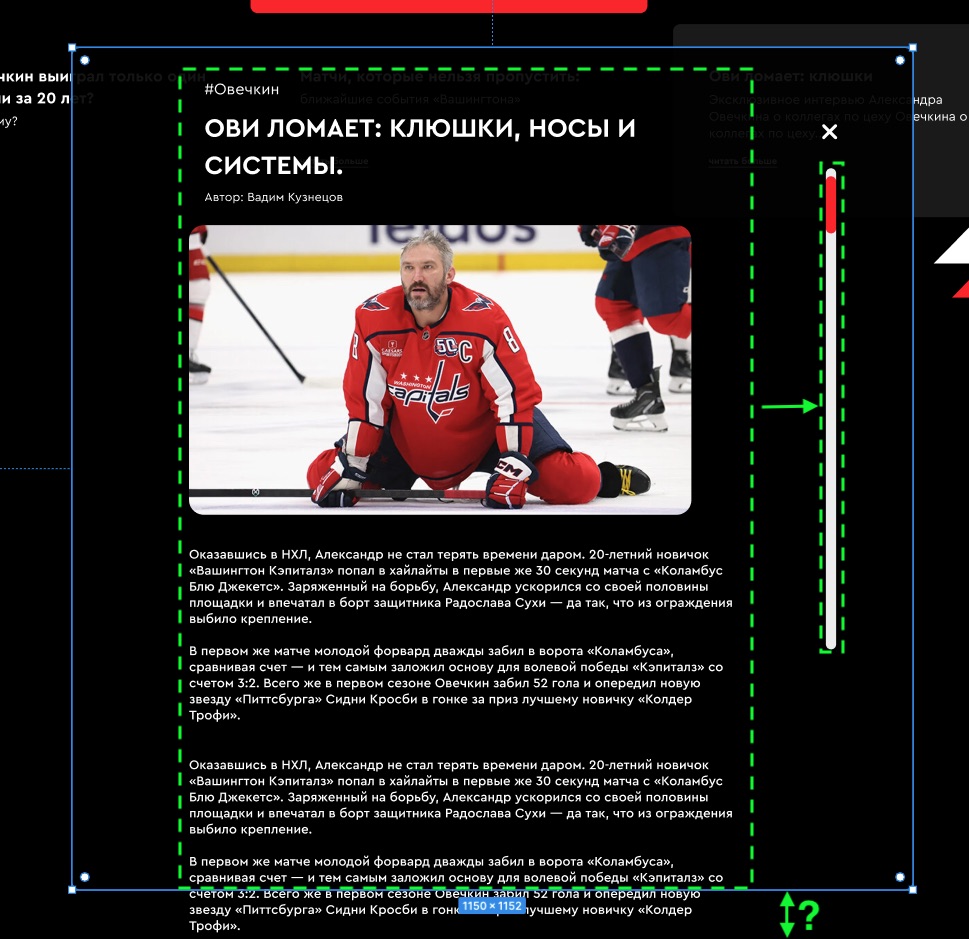 чкин выиграл только один
Матчи, которые нельзя пропустить:
Ови ломает: клюшки
и за 20 лет?
му?
ближайшие события «Вашингтона»
Эксклюзивное интервью Александра
Овечкина о коллегах по цеху Овечкина о
коллегах по цеху.
больше
читать больше
#Овечкин
ОВИ ЛОМАЕТ: КЛЮШКИ, НОСЫ И
СИСТЕМЫ.
Автор: Вадим Кузнецов
leidos
8
50
C
8
CAESARS
WASHINGTON
capitals
CCM
Оказавшись в НХЛ, Александр не стал терять времени даром. 20-летний новичок
«Вашингтон Кэпиталз» попал в хайлайты в первые же 30 секунд матча с «Коламбус
Блю Джекетс». Заряженный на борьбу, Александр ускорился со своей половины
площадки и впечатал в борт защитника Радослава Сухи — да так, что из ограждения
выбило крепление.
В первом же матче молодой форвард дважды забил в ворота «Коламбуса»,
сравнивая счет — и тем самым заложил основу для волевой победы «Кэпиталз» со
счетом 3:2. Всего же в первом сезоне Овечкин забил 52 гола и опередил новую
звезду «Питтсбурга» Сидни Кросби в гонке за приз лучшему новичку «Колдер
Трофи».
Оказавшись в НХЛ, Александр не стал терять времени даром. 20-летний новичок
«Вашингтон Кэпиталз» попал в хайлайты в первые же 30 секунд матча с «Коламбус
Блю Джекетс». Заряженный на борьбу, Александр ускорился со своей половины
площадки и впечатал в борт защитника Радослава Сухи — да так, что из ограждения
выбило крепление.
В первом же матче молодой форвард дважды забил в ворота «Коламбуса»,
сравнивая счет — и тем самым заложил основу для волевой победы «Кэпиталз» со
счетом 3:2. Всего же в первом сезоне Овечкин забил 52 гола и опередил новую
звезду «Питтсбурга» Сидни Кросби в гонке лучшему новичку «Колдер
Трофи».
1150 × 1152
?